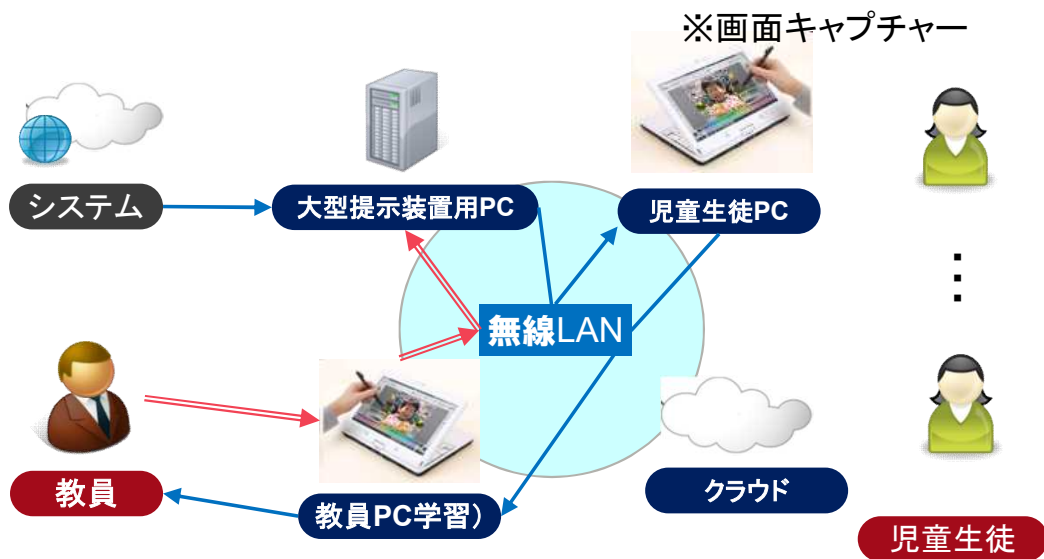 ※画面キャプチャー
システム
大型提示装置用PC
児童生徒PC
無線LAN
教員
教員PC学習）
クラウド
児童生徒